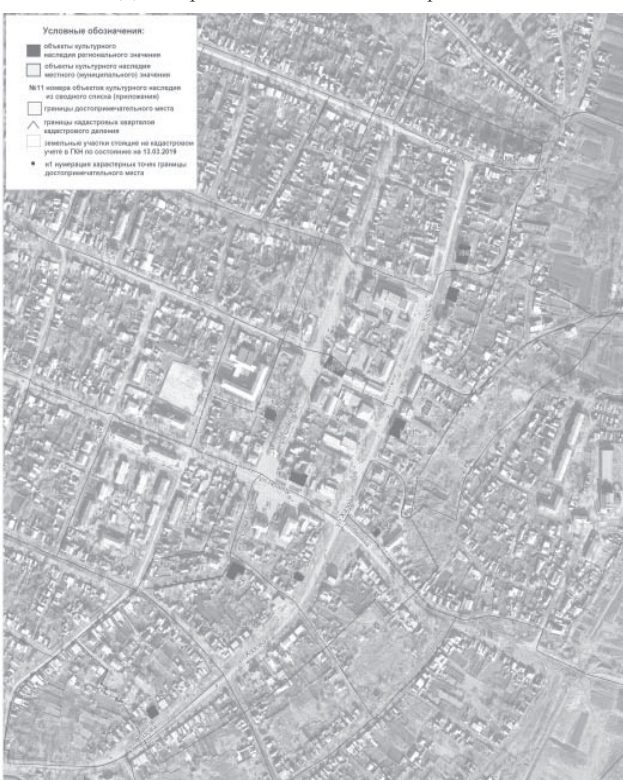 Условные обозначения:
объекты культурного
наследия регионального значения
объекты культурного наследия
местного (муниципального) значения
№11 номера объектов культурного наследия
из сводного списка (приложения)
границы достопримечательного места
границы кадастровых кварталов
кадастрового деления
земельные участки стоящие на кадастровом
учете в ГКН по состоянию на 13.03.2019
к1 нумерация характерных точек границы
достопримечательного места